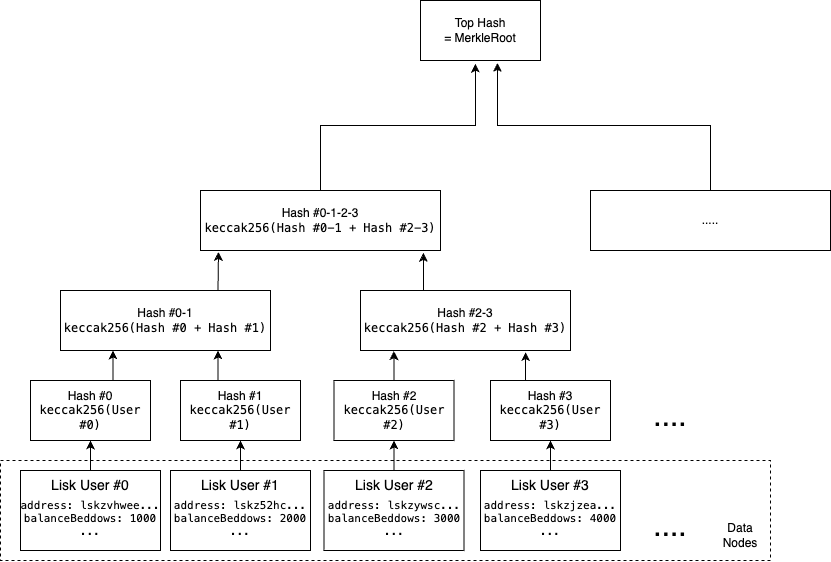 Top Hash
= MerkleRoot
Hash #0-1-2-3
keccak256(Hash #0-1 + Hash #2-3)
.....
Hash #0-1
keccak256(Hash #0 + Hash #1)
Hash #2-3
keccak256(Hash #2 + Hash #3)
Hash #0
keccak256(User
#0)
Hash #1
keccak256(User
#1)
Hash #2
keccak256(User
#2)
Hash #3
keccak256(User
#3)
....
Lisk User #0
address: lskzvhwee...
balanceBeddows: 1000
...
Lisk User #1
address: lskz52hc...
balanceBeddows: 2000
...
Lisk User #2
address: lskzywsc...
balanceBeddows: 3000
...
Lisk User #3
address: lskzjzea...
balanceBeddows: 4000
...
....
Data
Nodes